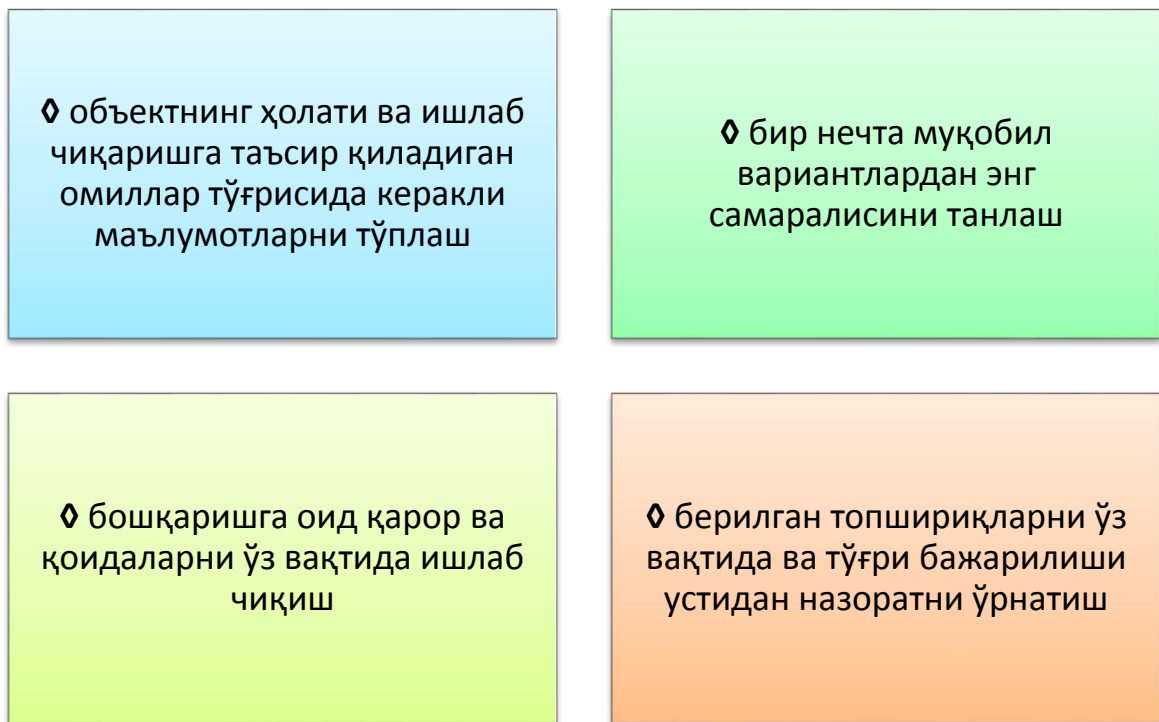 ◊ объектнинг ҳолати ва ишлаб
чиқаришга таъсир қиладиган
омиллар тўғрисида керакли
маълумотларни тўплаш
◊ бир нечта муқобил
вариантлардан энг
самаралисини танлаш
◊ бошқаришга оид қарор ва
қоидаларни ўз вақтида ишлаб
чиқиш
◊ берилган топшириқларни ўз
вақтида ва тўғри бажарилиши
устидан назоратни ўрнатиш